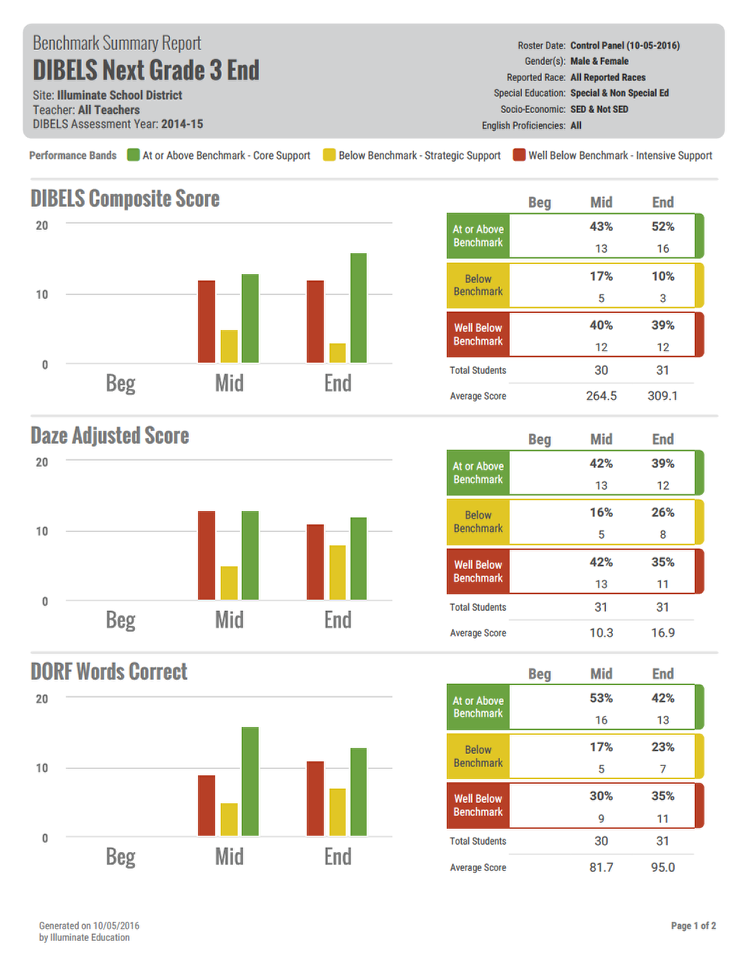 Benchmark Summary Report
DIBELS Next Grade 3 End
Site: Illuminate School District
Teacher: All Teachers
DIBELS Assessment Year: 2014-15
Roster Date: Control Panel (10-05-2016)
Gender(s): Male & Female
Reported Race: All Reported Races
Special Education: Special & Non Special Ed
Socio-Economic: SED & Not SED
English Proficiencies: All
Performance Bands At or Above Benchmark - Core Support Below Benchmark - Strategic Support Well Below Benchmark - Intensive Support
DIBELS Composite Score
20
10
0
Beg Mid End
Beg Mid End
At or Above
Benchmark
43% 52%
13 16
Below
Benchmark
17% 10%
5 3
Well Below
Benchmark
40% 39%
12 12
Total Students 30 31
Average Score 264.5 309.1
Daze Adjusted Score
20
10
0
Beg Mid End
Beg Mid End
At or Above
Benchmark
42% 39%
13 12
Below
Benchmark
16% 26%
5 8
Well Below
Benchmark
42% 35%
13 11
Total Students 31 31
Average Score 10.3 16.9
DORF Words Correct
20
10
0
Beg Mid End
Beg Mid End
At or Above
Benchmark
53% 42%
16 13
Below
Benchmark
17% 23%
5 7
Well Below
Benchmark
30% 35%
9 11
Total Students 30 31
Average Score 81.7 95.0
Generated on 10/05/2016
by Illuminate Education
Page 1 of 2